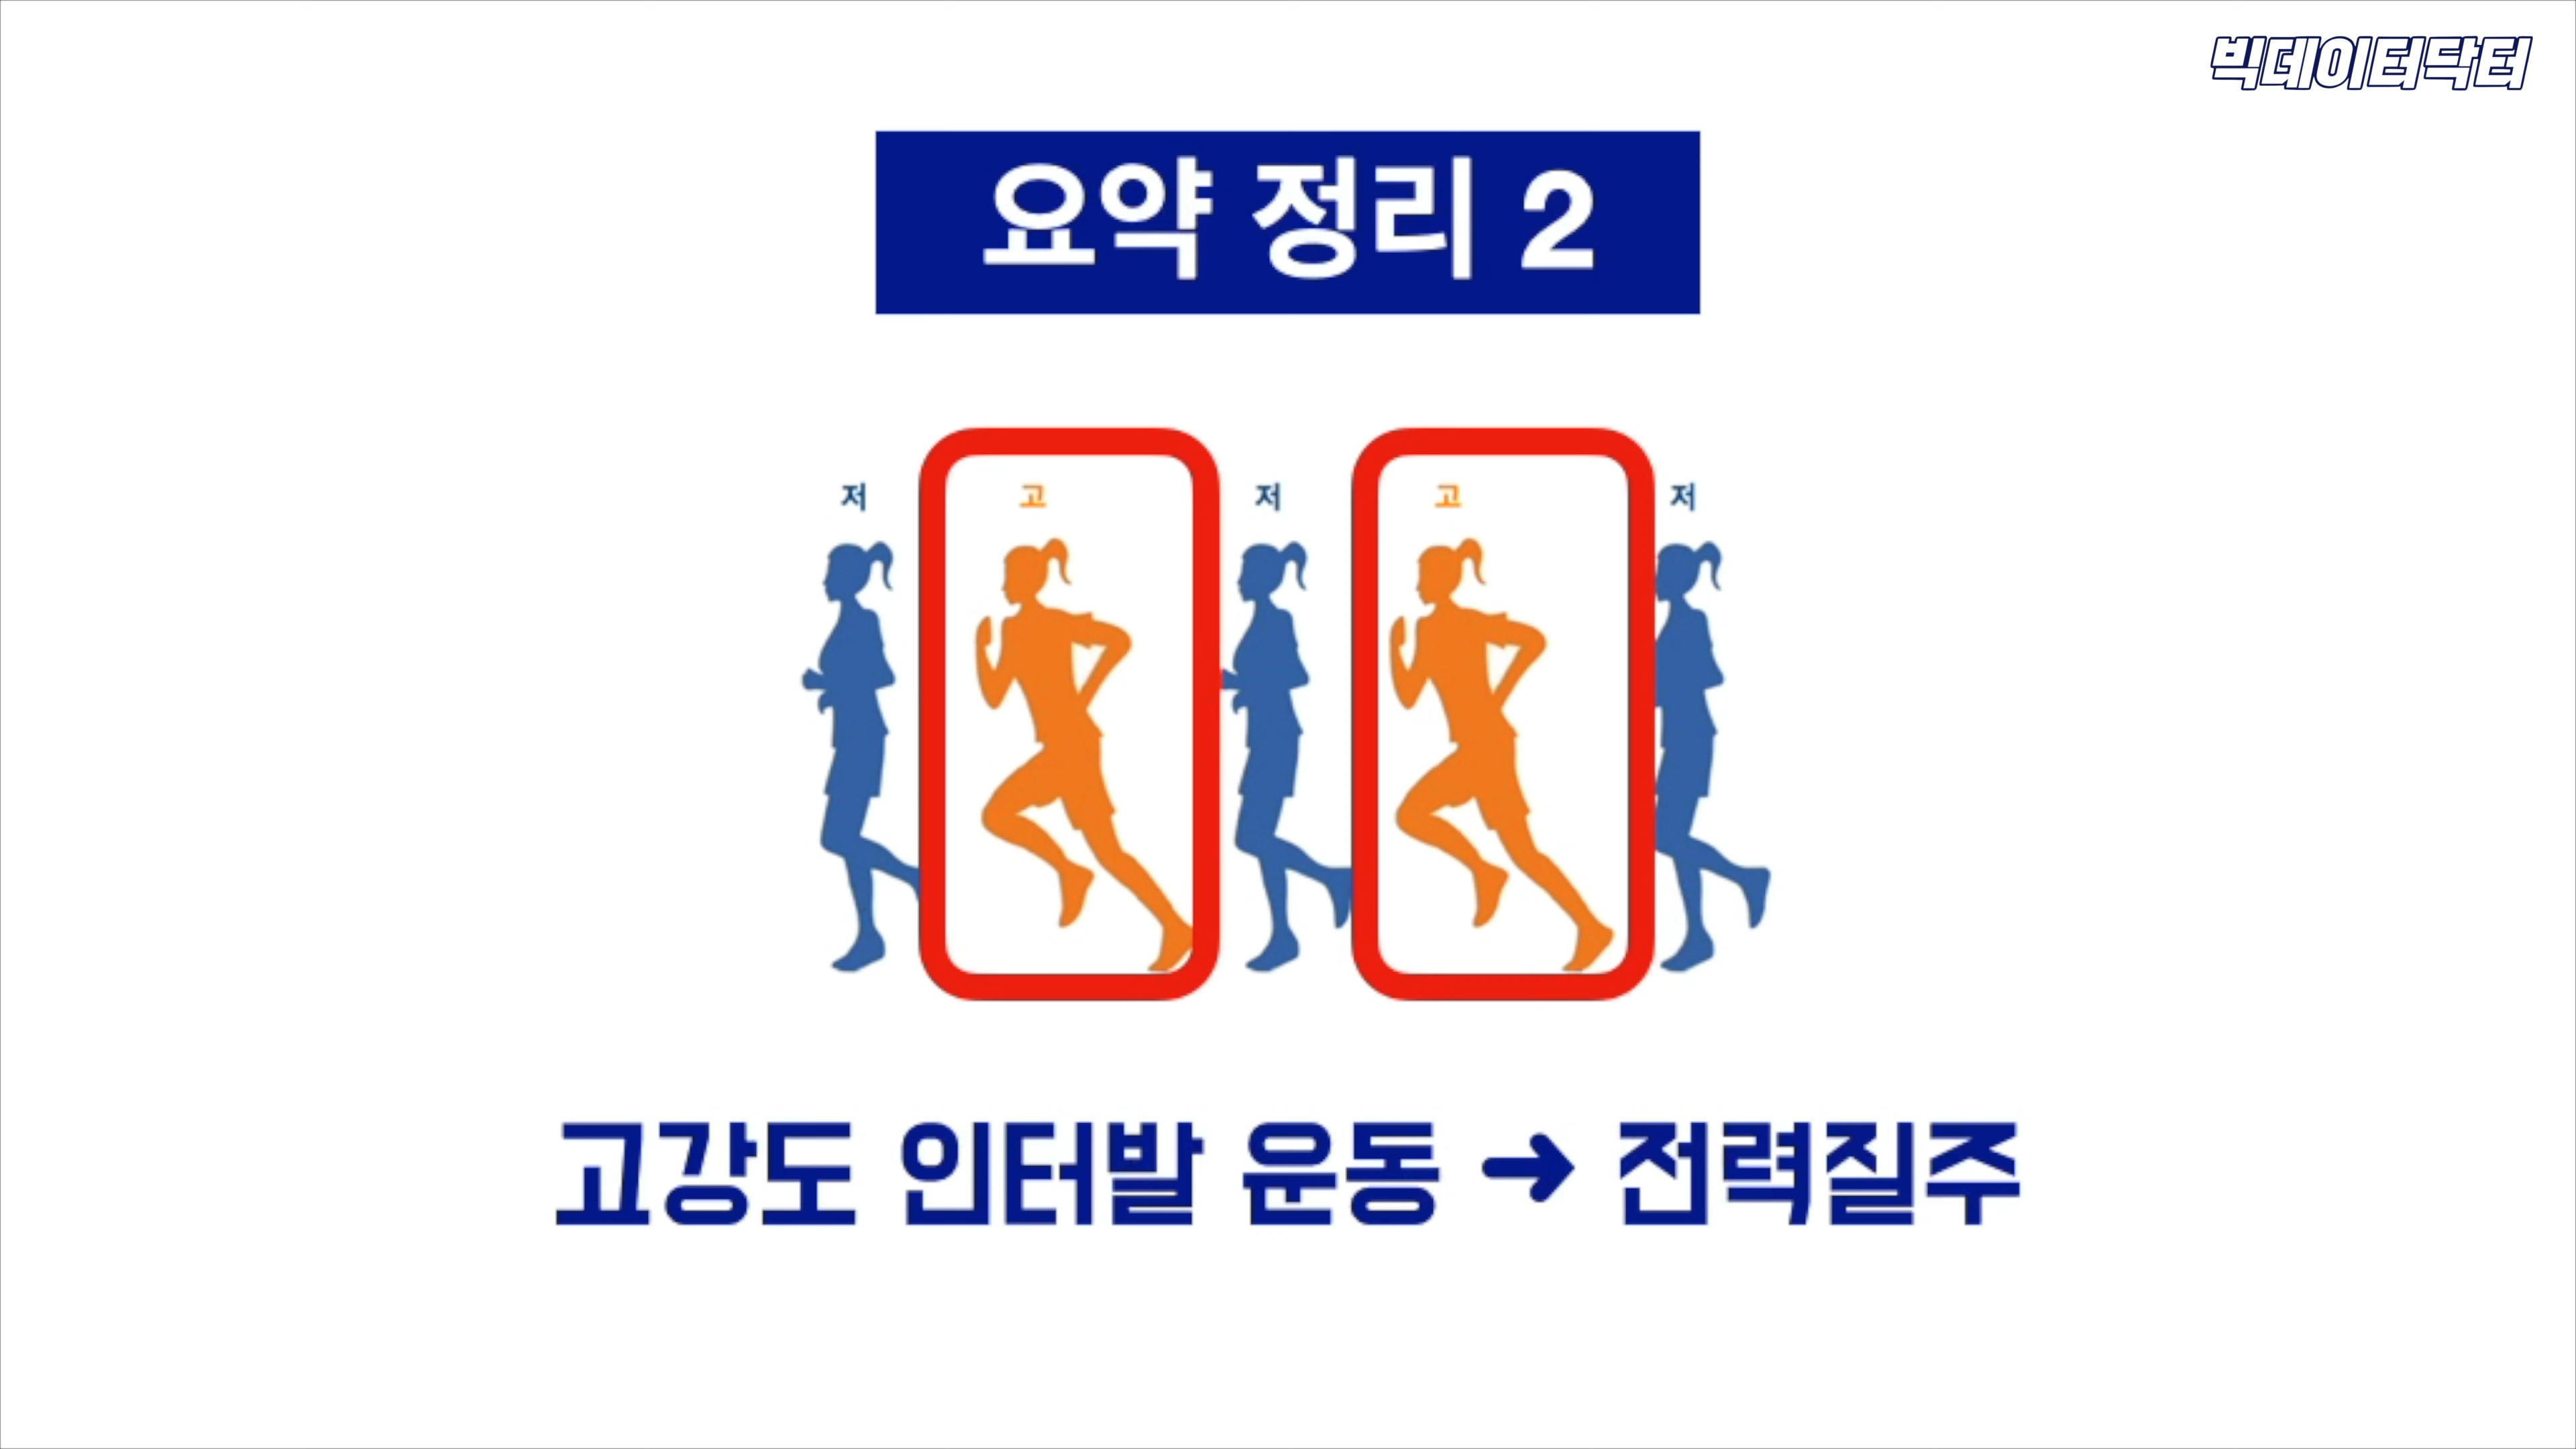 빅데이터닥터
요약 정리 2
저 고 저 고 저
고강도 인터발 운동 ➜ 전력질주